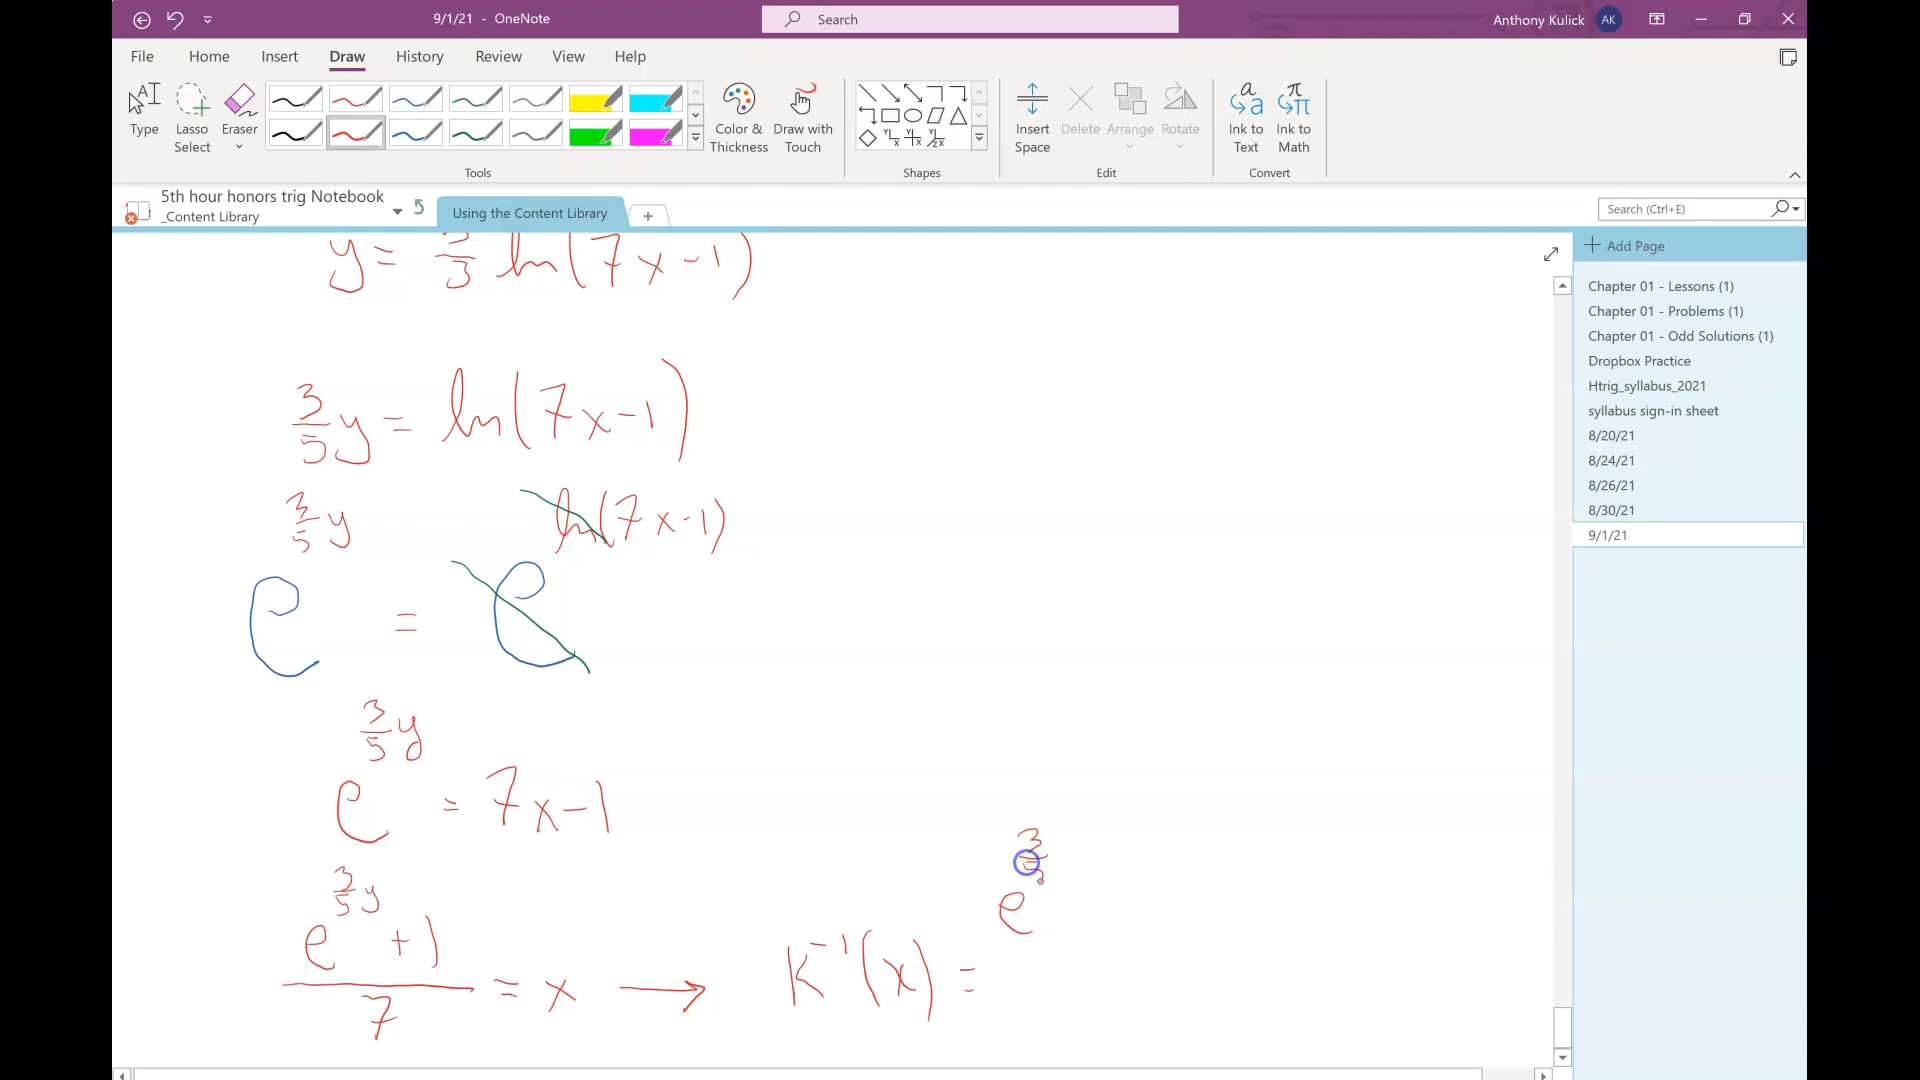 9/1/21 - OneNote
Search
Anthony Kulick
AK
File Home Insert Draw History Review View Help
Type
Lasso Select
Eraser
Color & Thickness
Draw with Touch
Insert Space
Delete
Arrange
Rotate
Ink to Text
Ink to Math
Tools
Shapes
Edit
Convert
5th hour honors trig Notebook
_Content Library
Using the Content Library
Search (Ctrl+E)
Add Page
Chapter 01 - Lessons (1)
Chapter 01 - Problems (1)
Chapter 01 - Odd Solutions (1)
Dropbox Practice
Htrig_syllabus_2021
syllabus sign-in sheet
8/20/21
8/24/21
8/26/21
8/30/21
9/1/21
y = /3 ln(7x-1)
3/5 y = ln(7x-1)
3/5 y ln(7x-1)
e = e
3/5 y
e = 7x-1
3/5 y
e + 1
7
= x → K⁻¹(x) =
3
e